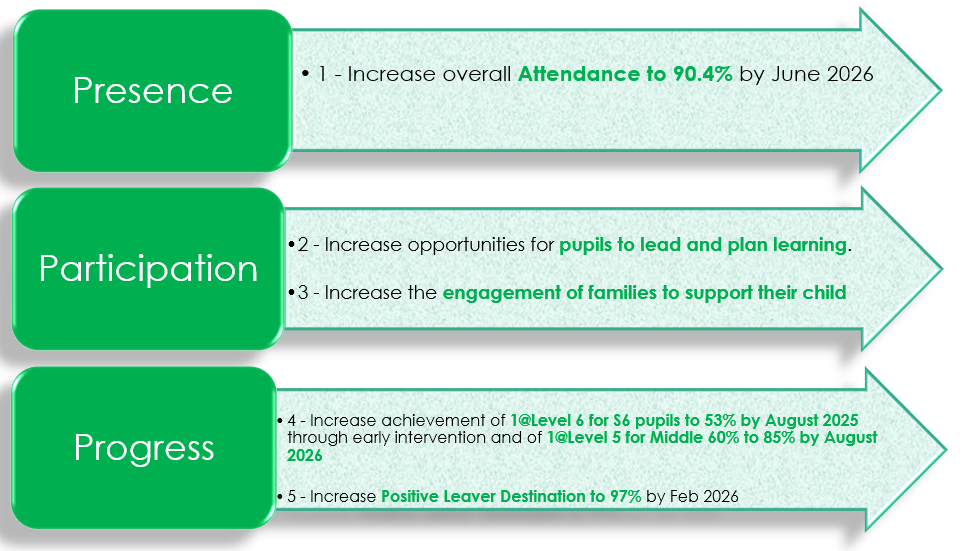 Presence
• 1 - Increase overall Attendance to 90.4% by June 2026
Participation
•2 - Increase opportunities for pupils to lead and plan learning.
•3 - Increase the engagement of families to support their child
Progress
• 4 - Increase achievement of 1@Level 6 for S6 pupils to 53% by August 2025
through early intervention and of 1@Level 5 for Middle 60% to 85% by August
2026
• 5 - Increase Positive Leaver Destination to 97% by Feb 2026